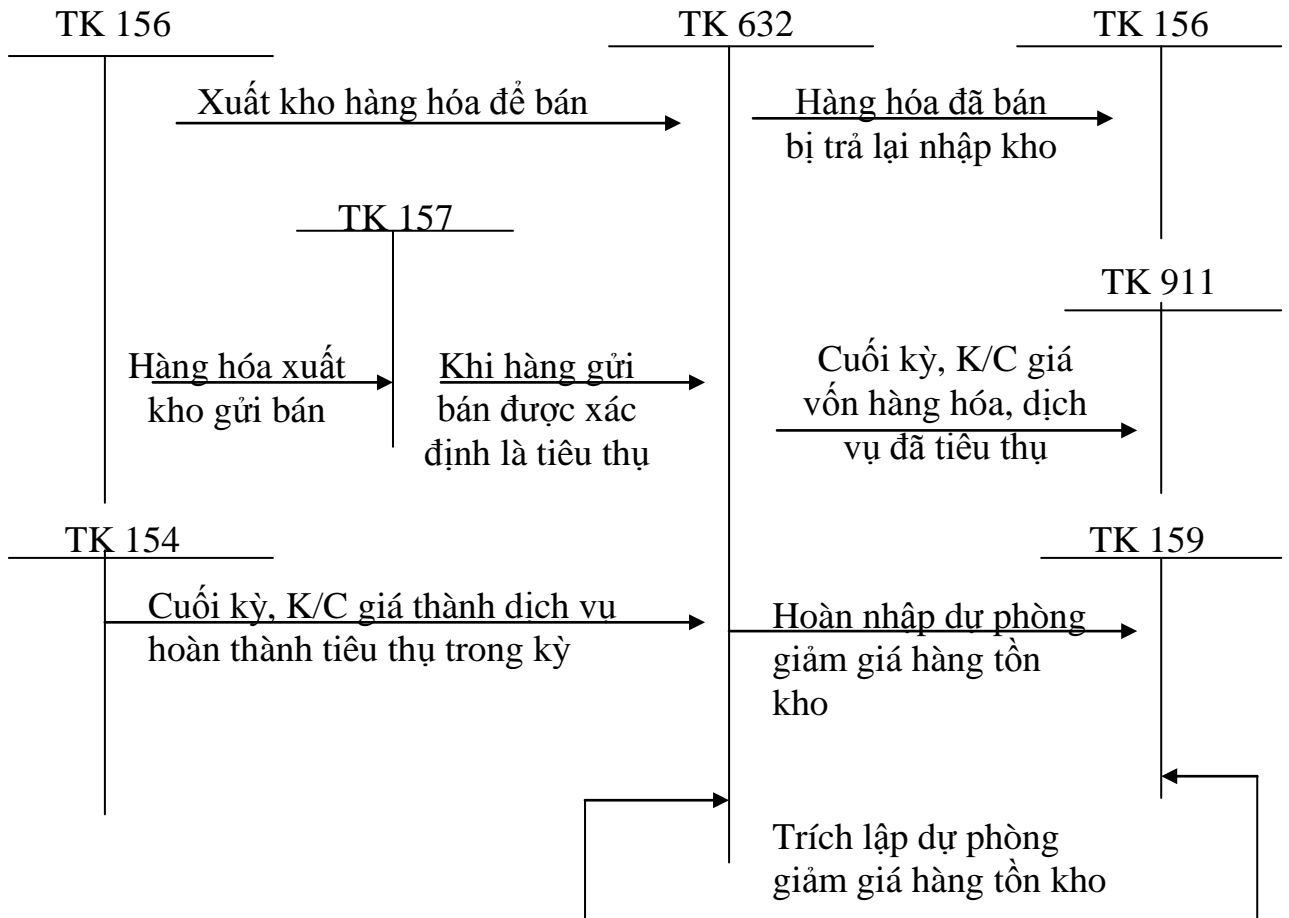 TK 156
TK 632
TK 156
Xuất kho hàng hóa để bán
Hàng hóa đã bán
bị trả lại nhập kho
TK 157
TK 911
Hàng hóa xuất
kho gửi bán
Khi hàng gửi
bán được xác
định là tiêu thụ
Cuối kỳ, K/C giá
vốn hàng hóa, dịch
vụ đã tiêu thụ
TK 154
TK 159
Cuối kỳ, K/C giá thành dịch vụ
hoàn thành tiêu thụ trong kỳ
Hoàn nhập dự phòng
giảm giá hàng tồn
kho
Trích lập dự phòng
giảm giá hàng tồn kho